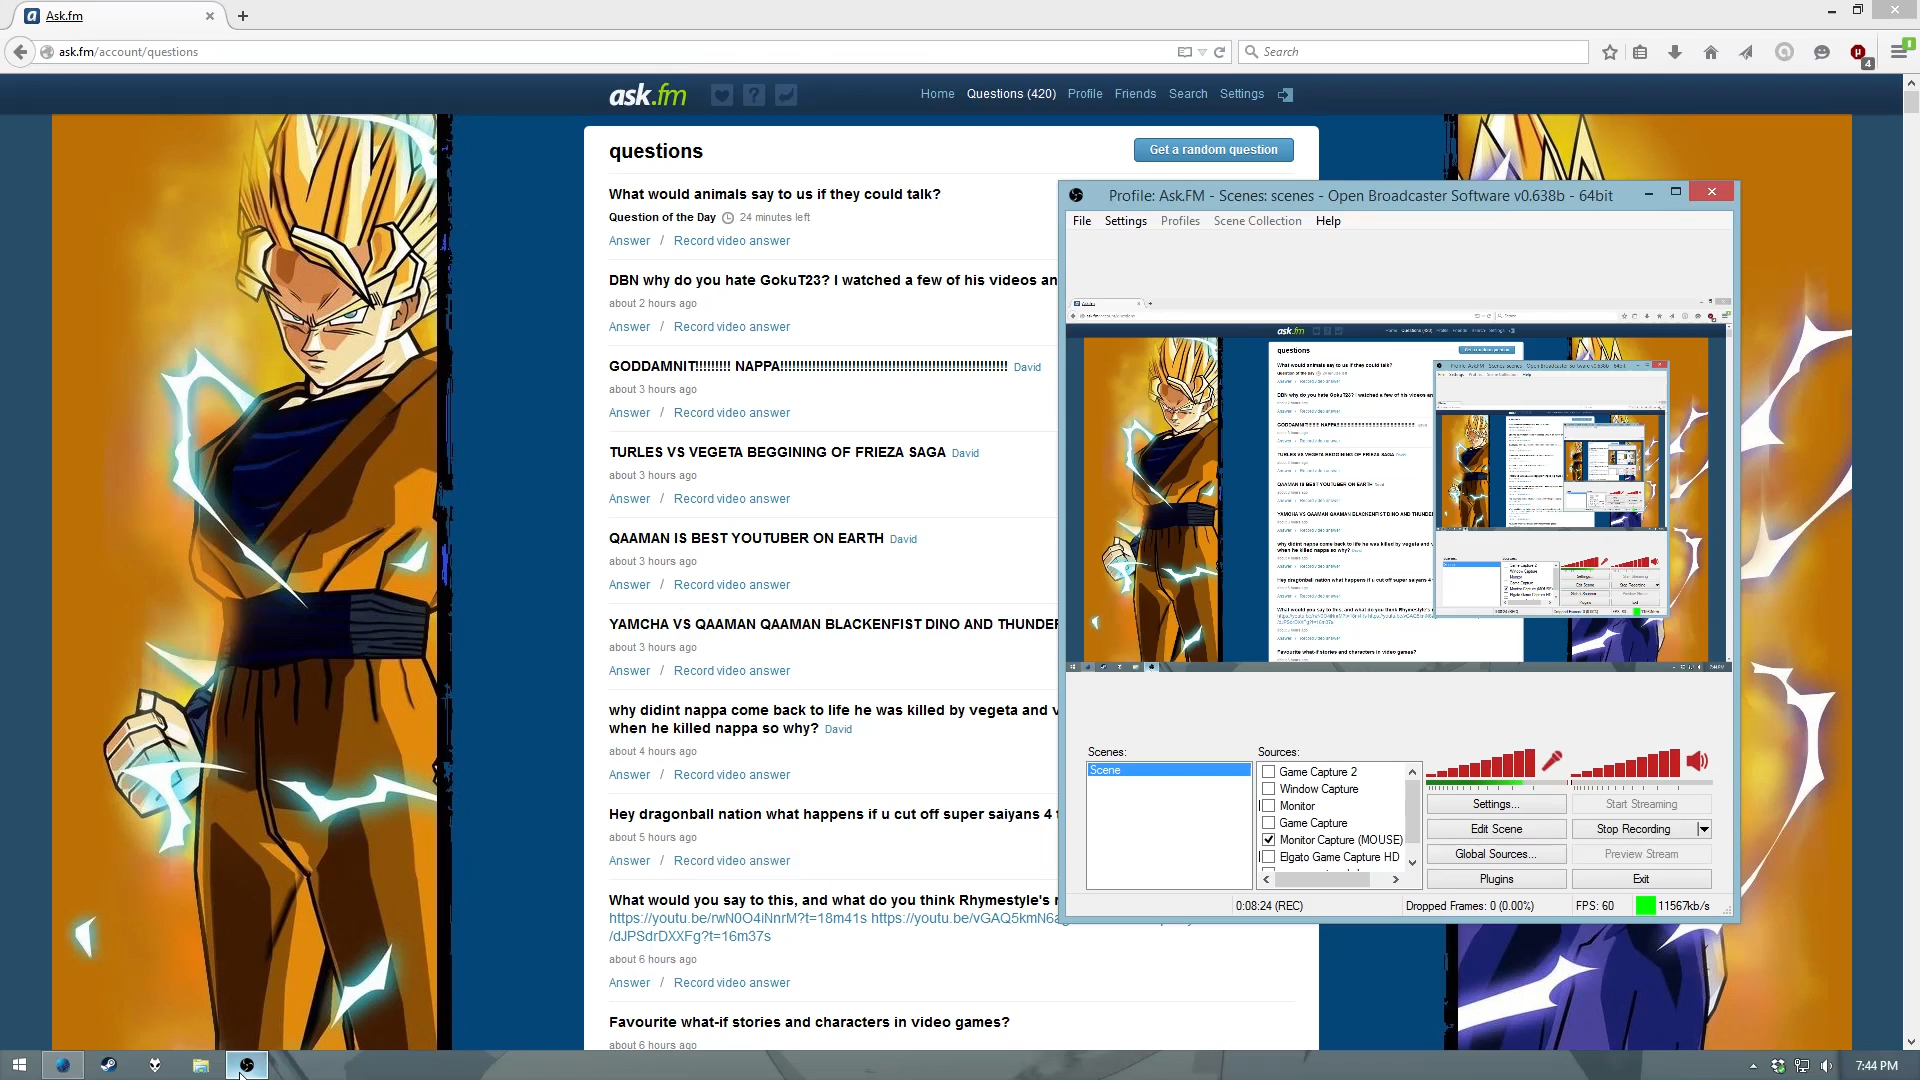 Ask.fm
ask.fm/account/questions
Search
4
ask.fm
Home Questions (420) Profile Friends Search Settings
questions
Get a random question
What would animals say to us if they could talk?
Question of the Day 24 minutes left
Answer / Record video answer
DBN why do you hate GokuT23? I watched a few of his videos an
about 2 hours ago
Answer / Record video answer
GODDAMNIT!!!!!!!!! NAPPA!!!!!!!!!!!!!!!!!!!!!!!!!!!!!!!!!!!!!!!!!!!!!!!!!!!!!!!!! David
about 3 hours ago
Answer / Record video answer
TURLES VS VEGETA BEGGINING OF FRIEZA SAGA David
about 3 hours ago
Answer / Record video answer
QAAMAN IS BEST YOUTUBER ON EARTH David
about 3 hours ago
Answer / Record video answer
YAMCHA VS QAAMAN QAAMAN BLACKENFIST DINO AND THUNDER
about 3 hours ago
Answer / Record video answer
why didint nappa come back to life he was killed by vegeta and v
when he killed nappa so why? David
about 4 hours ago
Answer / Record video answer
Hey dragonball nation what happens if u cut off super saiyans 4
about 5 hours ago
Answer / Record video answer
What would you say to this, and what do you think Rhymestyle's
https://youtu.be/rwN0O4iNnrM?t=18m41s https://youtu.be/vGAQ5kmN6
/dJPSdrDXXFg?t=16m37s
about 6 hours ago
Answer / Record video answer
Favourite what-if stories and characters in video games?
about 6 hours ago
Profile: Ask.FM - Scenes: scenes - Open Broadcaster Software v0.638b - 64bit
File Settings Profiles Scene Collection Help
Scenes:
Scene
Sources:
Game Capture 2
Window Capture
Monitor
Game Capture
Monitor Capture (MOUSE)
Elgato Game Capture HD
Settings... Start Streaming
Edit Scene Stop Recording
Global Sources... Preview Stream
Plugins Exit
0:08:24 (REC) Dropped Frames: 0 (0.00%) FPS: 60 11567kb/s
7:44 PM